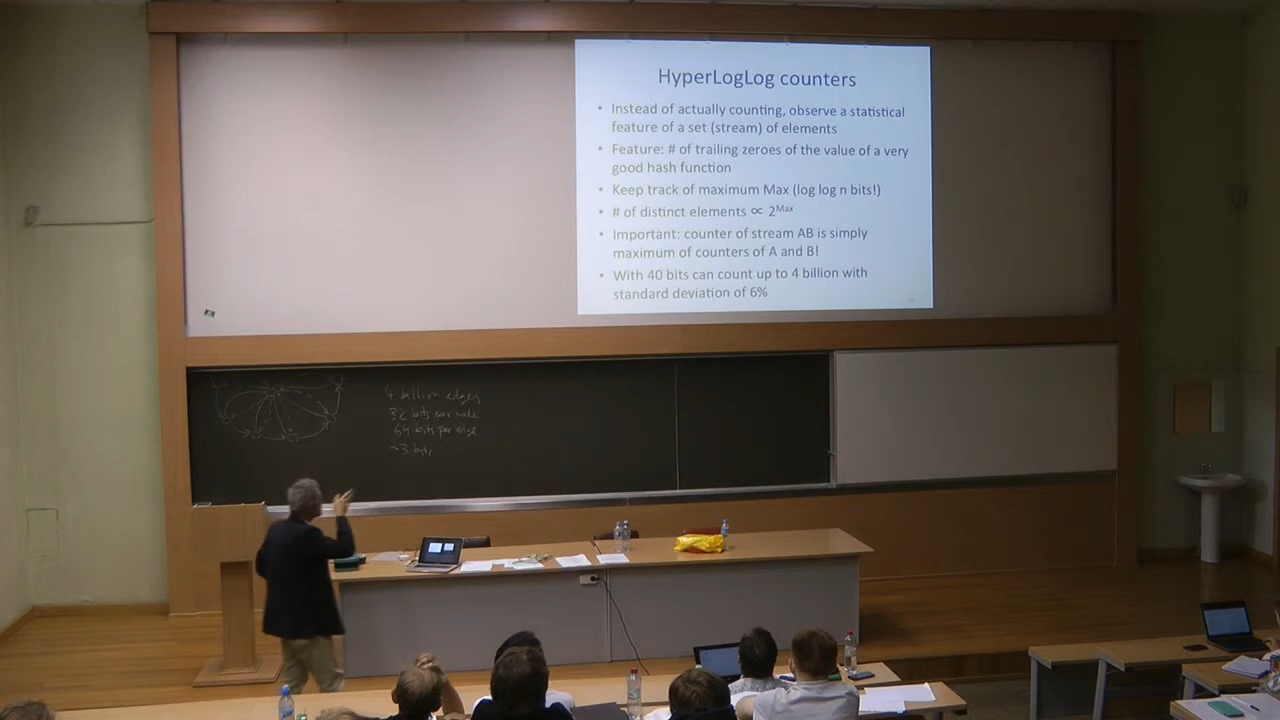 HyperLogLog counters
• Instead of actually counting, observe a statistical
feature of a set (stream) of elements
• Feature: # of trailing zeroes of the value of a very
good hash function
• Keep track of maximum Max (log log n bits!)
• # of distinct elements ∝ 2^Max
• Important: counter of stream AB is simply
maximum of counters of A and B!
• With 40 bits can count up to 4 billion with
standard deviation of 6%
4 billion edges
32 bits per node
64 bits per edge
~3 bits